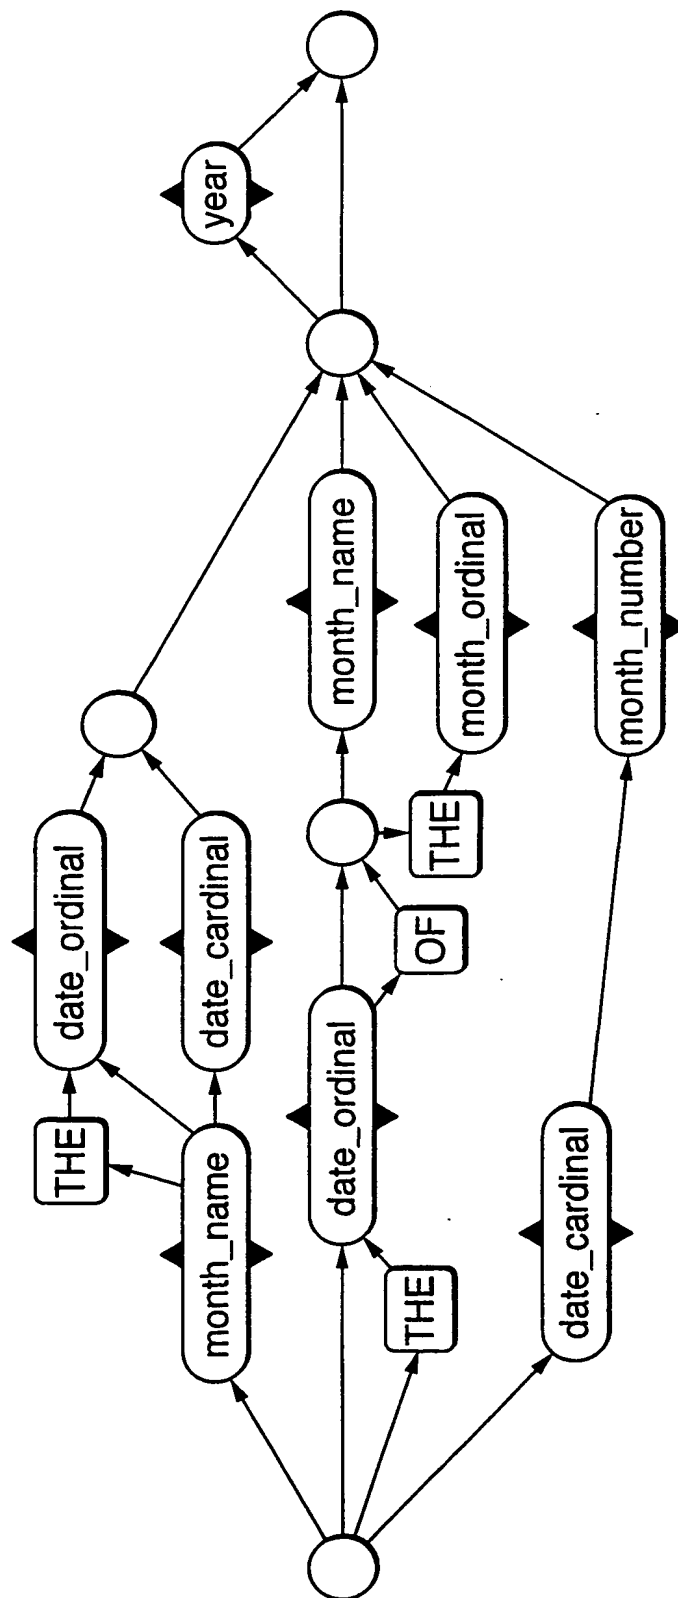 THE
date_ordinal
month_name
date_cardinal
year
THE
date_ordinal
OF
month_name
THE
month_ordinal
date_cardinal
month_number